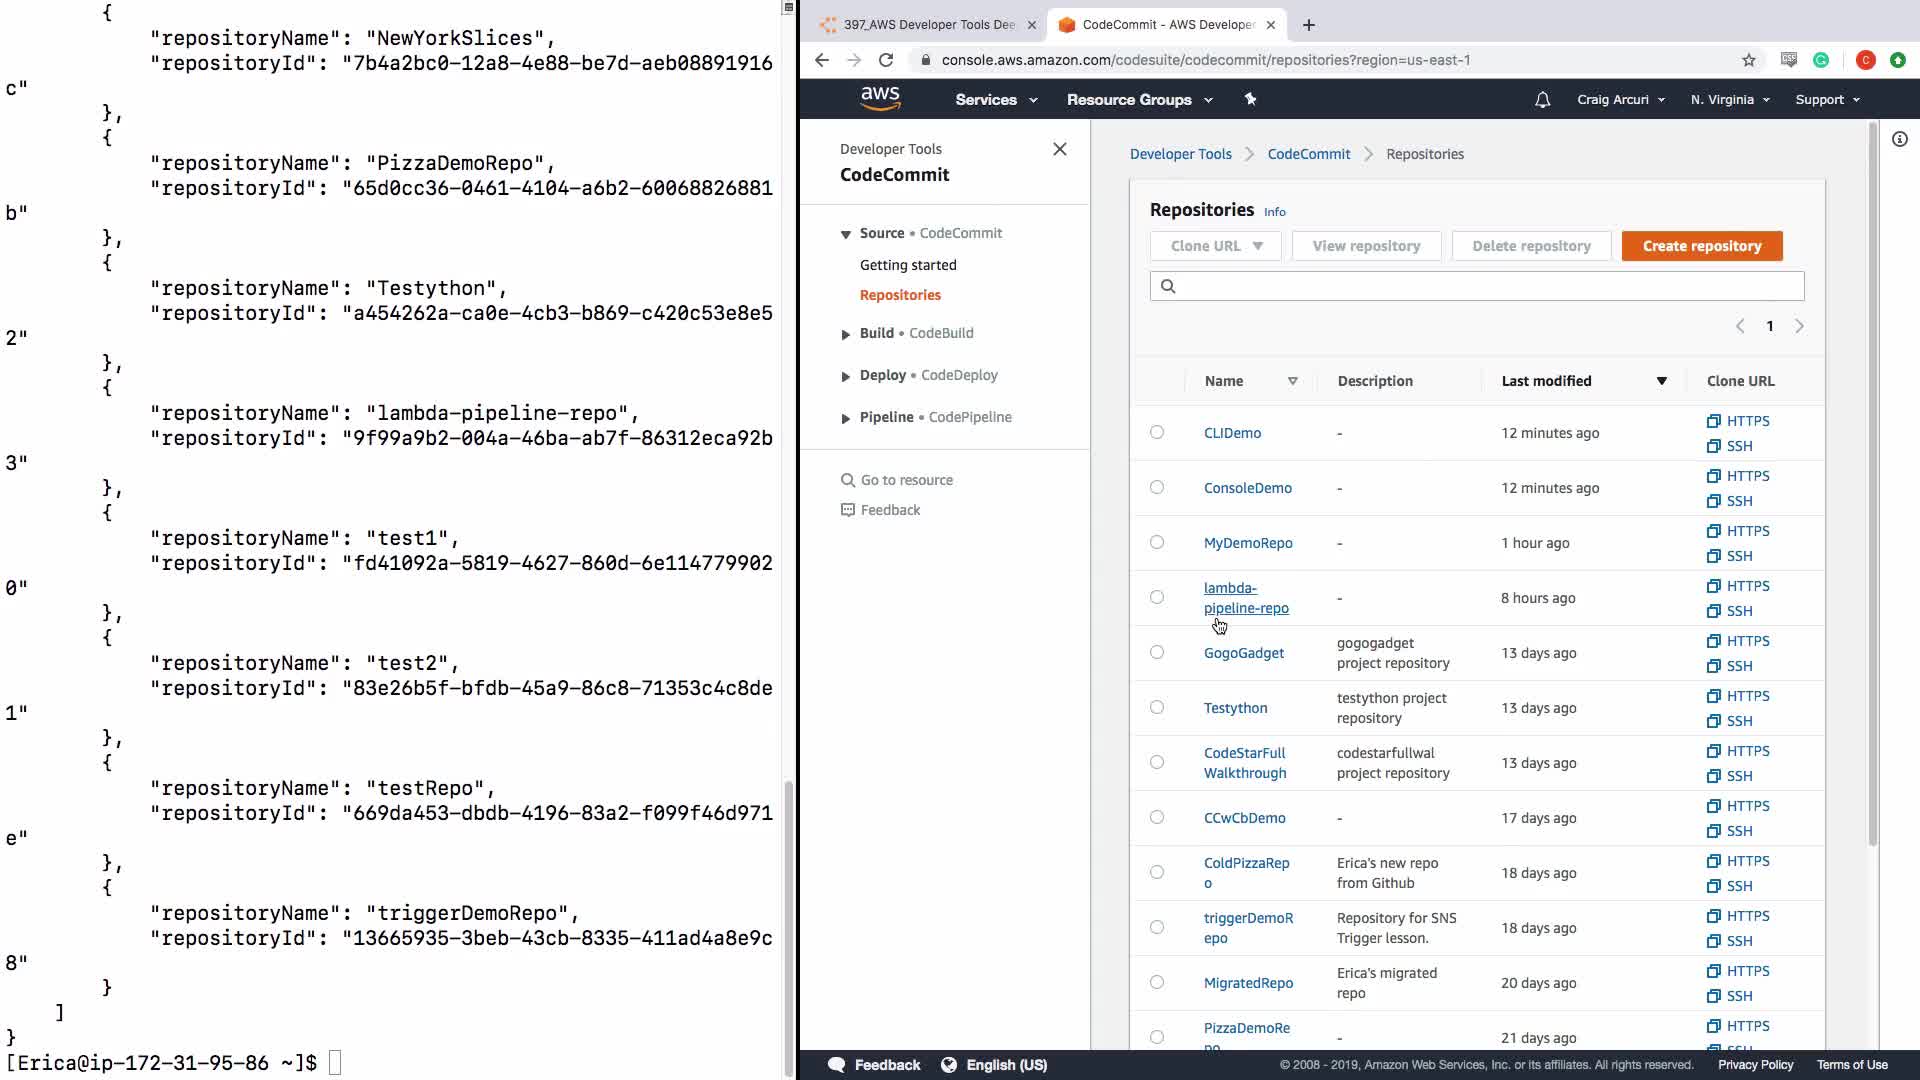 {
"repositoryName": "NewYorkSlices",
"repositoryId": "7b4a2bc0-12a8-4e88-be7d-aeb08891916
c"
},
{
"repositoryName": "PizzaDemoRepo",
"repositoryId": "65d0cc36-0461-4104-a6b2-60068826881
b"
},
{
"repositoryName": "Testython",
"repositoryId": "a454262a-ca0e-4cb3-b869-c420c53e8e5
2"
},
{
"repositoryName": "lambda-pipeline-repo",
"repositoryId": "9f99a9b2-004a-46ba-ab7f-86312eca92b
3"
},
{
"repositoryName": "test1",
"repositoryId": "fd41092a-5819-4627-860d-6e114779902
0"
},
{
"repositoryName": "test2",
"repositoryId": "83e26b5f-bfdb-45a9-86c8-71353c4c8de
1"
},
{
"repositoryName": "testRepo",
"repositoryId": "669da453-dbdb-4196-83a2-f099f46d971
e"
},
{
"repositoryName": "triggerDemoRepo",
"repositoryId": "13665935-3beb-43cb-8335-411ad4a8e9c
8"
}
]
}
[Erica@ip-172-31-95-86 ~]$
397_AWS Developer Tools Dee
CodeCommit - AWS Developer
console.aws.amazon.com/codesuite/codecommit/repositories?region=us-east-1
C
aws Services Resource Groups Craig Arcuri N. Virginia Support
Developer Tools
CodeCommit
Source • CodeCommit
Getting started
Repositories
Build • CodeBuild
Deploy • CodeDeploy
Pipeline • CodePipeline
Go to resource
Feedback
Developer Tools > CodeCommit > Repositories
Repositories Info
Clone URL View repository Delete repository Create repository
< 1 >
Name Description Last modified Clone URL
CLIDemo - 12 minutes ago HTTPS
SSH
ConsoleDemo - 12 minutes ago HTTPS
SSH
MyDemoRepo - 1 hour ago HTTPS
SSH
lambda-
pipeline-repo - 8 hours ago HTTPS
SSH
GogoGadget gogogadget
project repository 13 days ago HTTPS
SSH
Testython testython project
repository 13 days ago HTTPS
SSH
CodeStarFull
Walkthrough codestarfullwal
project repository 13 days ago HTTPS
SSH
CCwCbDemo - 17 days ago HTTPS
SSH
ColdPizzaRep
o Erica's new repo
from Github 18 days ago HTTPS
SSH
triggerDemoR
epo Repository for SNS
Trigger lesson. 18 days ago HTTPS
SSH
MigratedRepo Erica's migrated
repo 20 days ago HTTPS
SSH
PizzaDemoRe
po - 21 days ago HTTPS
SSH
Feedback English (US) © 2008 - 2019, Amazon Web Services, Inc. or its affiliates. All rights reserved. Privacy Policy Terms of Use